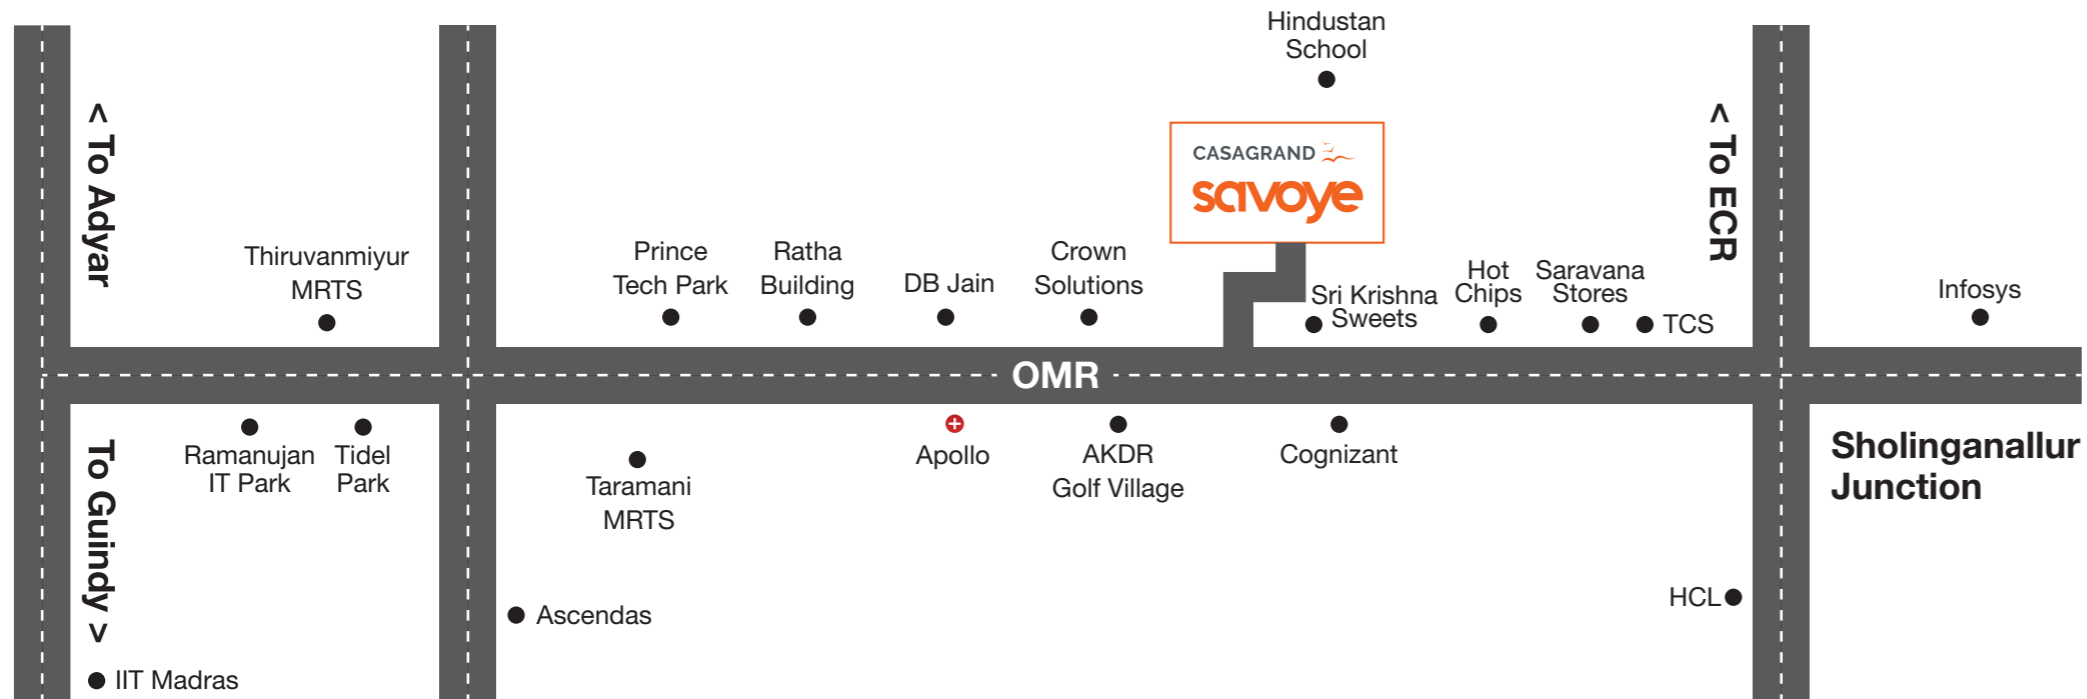 Hindustan
School
CASAGRAND
savoye
< To Adyar
< To ECR
Thiruvanmiyur
MRTS
Prince
Tech Park
Ratha
Building
DB Jain
Crown
Solutions
Sri Krishna
Sweets
Hot
Chips
Saravana
Stores
TCS
Infosys
OMR
To Guindy >
Ramanujan
IT Park
Tidel
Park
Taramani
MRTS
Apollo
AKDR
Golf Village
Cognizant
Sholinganallur
Junction
Ascendas
HCL
IIT Madras